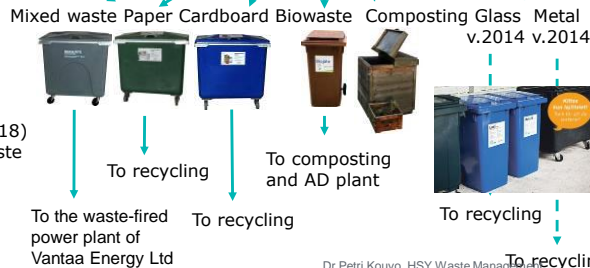 Mixed waste Paper Cardboard Biowaste Composting Glass Metal
v.2014 v.2014
18)
ste
To recycling
To composting
and AD plant
To the waste-fired
power plant of
Vantaa Energy Ltd
To recycling
To recycling
Dr Petri Kouvo, HSY Waste Management
To recyclin